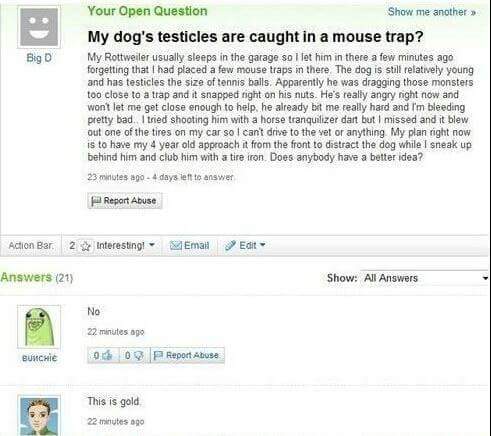 Your Open Question
Show me another »
Big D
My dog's testicles are caught in a mouse trap?
My Rottweiler usually sleeps in the garage so I let him in there a few minutes ago
forgetting that I had placed a few mouse traps in there. The dog is still relatively young
and has testicles the size of tennis balls. Apparently he was dragging those monsters
too close to a trap and it snapped right on his nuts. He's really angry right now and
won't let me get close enough to help, he already bit me really hard and I'm bleeding
pretty bad.. I tried shooting him with a horse tranquilizer dart but I missed and it blew
out one of the tires on my car so I can't drive to the vet or anything. My plan right now
is to have my 4 year old approach it from the front to distract the dog while I sneak up
behind him and club him with a tire iron. Does anybody have a better idea?
23 minutes ago - 4 days left to answer.
Report Abuse
Action Bar: 2 Interesting! Email Edit
Answers (21)
Show: All Answers
BUNCHiE
No
22 minutes ago
0 0 Report Abuse
This is gold.
22 minutes ago